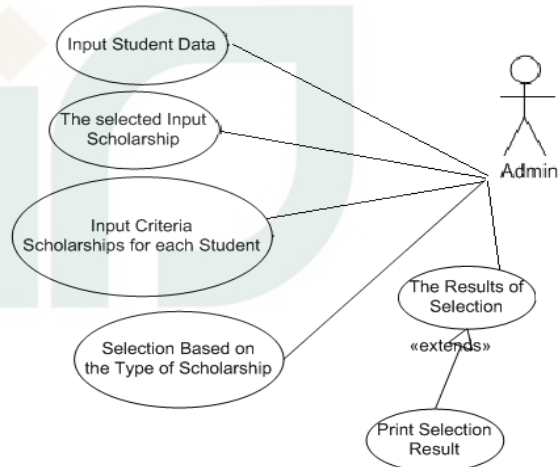 Input Student Data
The selected Input
Scholarship
Admin
Input Criteria
Scholarships for each Student
The Results of
Selection
«extends»
Selection Based on
the Type of Scholarship
Print Selection
Result